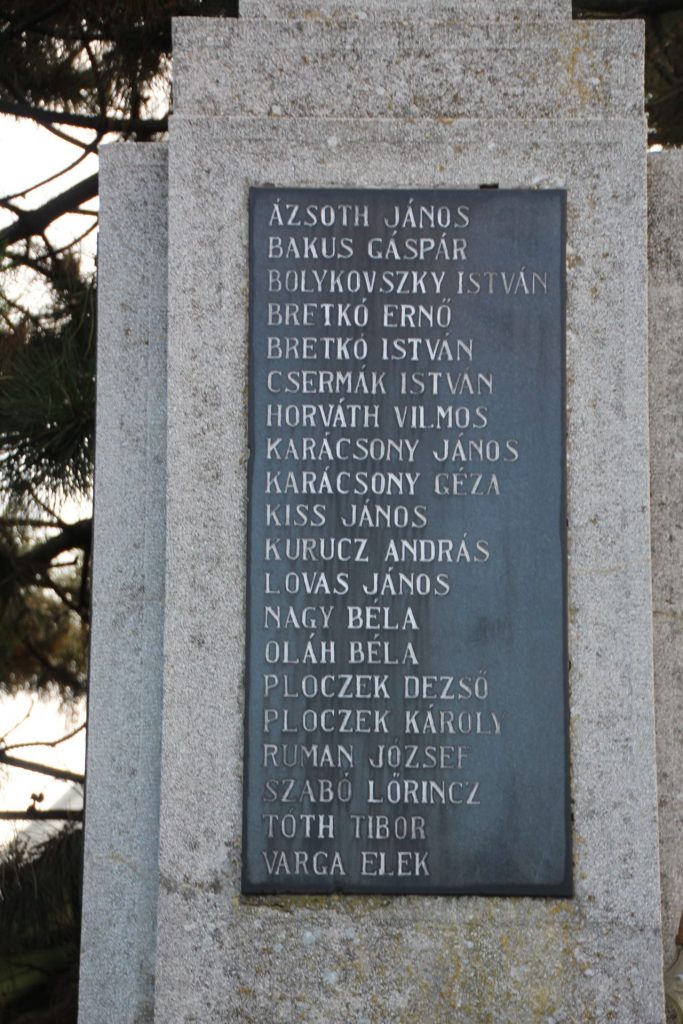 ÁZSOTH JÁNOS
BAKUS GÁSPÁR
BOLYKOVSZKY ISTVÁN
BRETKÓ ERNŐ
BRETKÓ ISTVÁN
CSERMÁK ISTVÁN
HORVÁTH VILMOS
KARÁCSONY JÁNOS
KARÁCSONY GÉZA
KISS JÁNOS
KURUCZ ANDRÁS
LOVAS JÁNOS
NAGY BÉLA
OLÁH BÉLA
PLOCZEK DEZSŐ
PLOCZEK KÁROLY
RUMAN JÓZSEF
SZABÓ LŐRINCZ
TÓTH TIBOR
VARGA ELEK